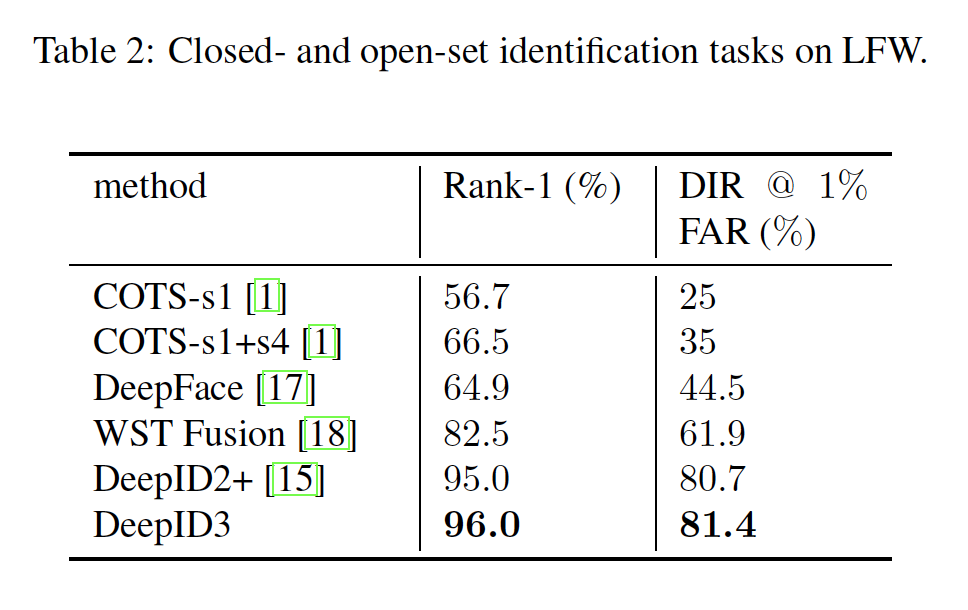 Table 2: Closed- and open-set identification tasks on LFW.
method Rank-1 (%) DIR @ 1%
FAR (%)
COTS-s1 [1] 56.7 25
COTS-s1+s4 [1] 66.5 35
DeepFace [17] 64.9 44.5
WST Fusion [18] 82.5 61.9
DeepID2+ [15] 95.0 80.7
DeepID3 96.0 81.4